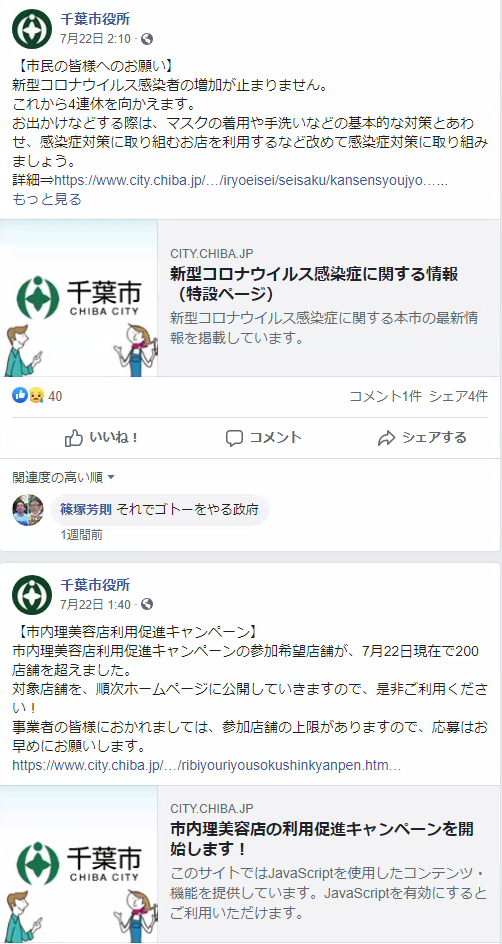 千葉市役所
7月22日 2:10 ·
【市民の皆様へのお願い】
新型コロナウイルス感染者の増加が止まりません。
これから4連休を向かえます。
お出かけなどする際は、マスクの着用や手洗いなどの基本的な対策とあわ
せ、感染症対策に取り組むお店を利用するなど改めて感染症対策に取り組み
ましょう。
詳細⇒https://www.city.chiba.jp/…/iryoeisei/seisaku/kansensyoujyo…...
もっと見る
千葉市
CHIBA CITY
CITY.CHIBA.JP
新型コロナウイルス感染症に関する情報
（特設ページ）
新型コロナウイルス感染症に関する本市の最新情
報を掲載しています。
40
コメント1件 シェア4件
いいね！ コメント シェアする
関連度の高い順
篠塚芳則 それでゴトーをやる政府
1週間前
千葉市役所
7月22日 1:40 ·
【市内理美容店利用促進キャンペーン】
市内理美容店利用促進キャンペーンの参加希望店舗が、7月22日現在で200
店舗を超えました。
対象店舗を、順次ホームページに公開していきますので、是非ご利用くださ
い！
事業者の皆様におかれましては、参加店舗の上限がありますので、応募はお
早めにお願いします。
https://www.city.chiba.jp/…/ribiyouriyousokushinkyanpen.htm…
千葉市
CHIBA CITY
CITY.CHIBA.JP
市内理美容店の利用促進キャンペーンを開
始します！
このサイトではJavaScriptを使用したコンテンツ・
機能を提供しています。JavaScriptを有効にすると
ご利用いただけます。